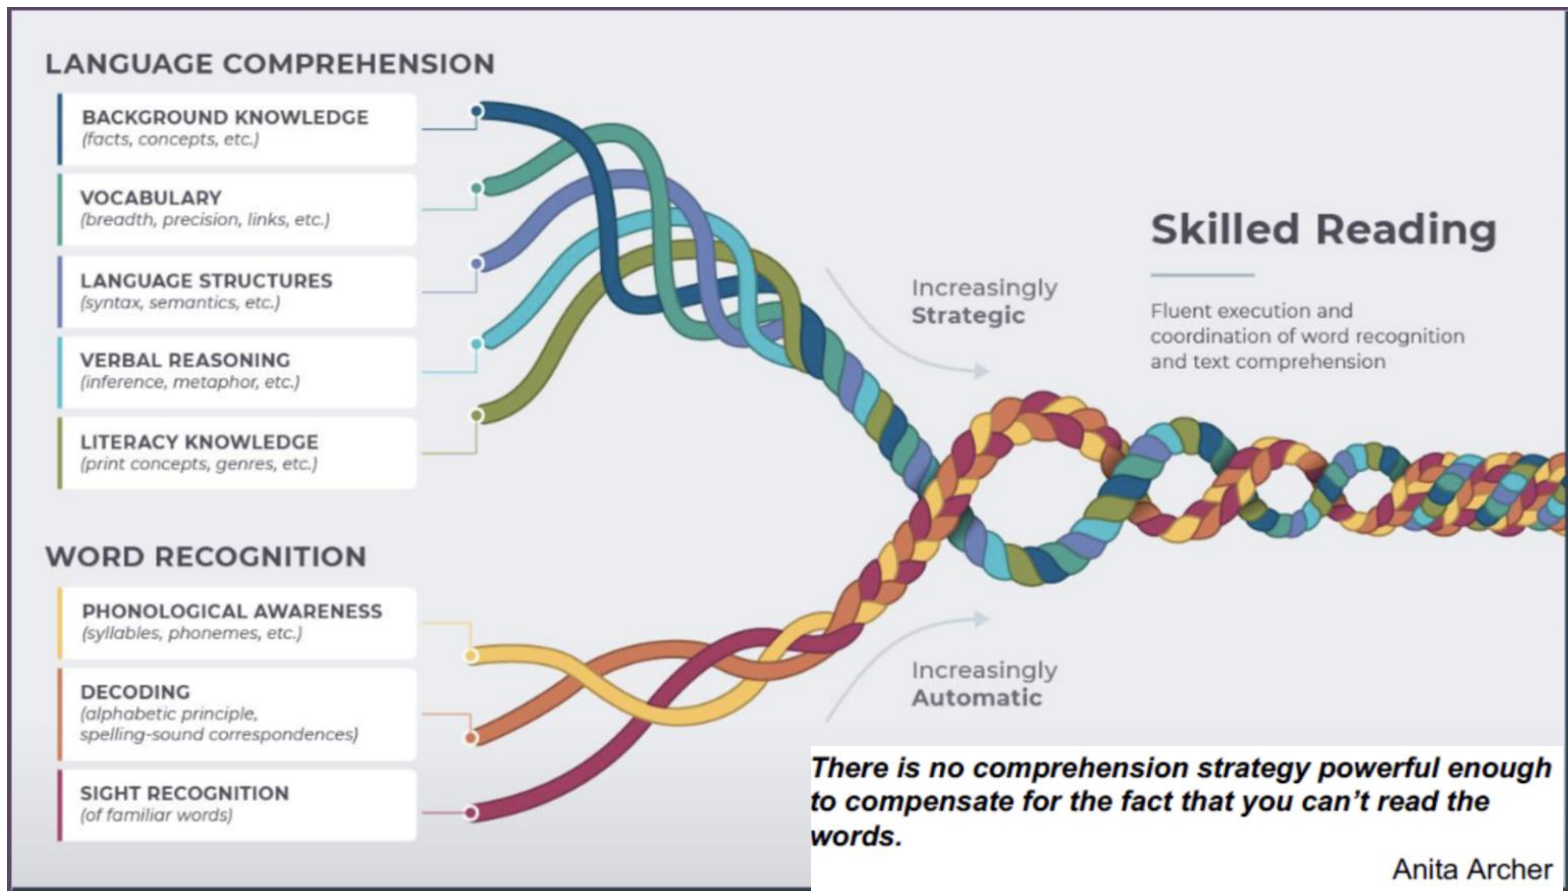 LANGUAGE COMPREHENSION
BACKGROUND KNOWLEDGE
(facts, concepts, etc.)
VOCABULARY
(breadth, precision, links, etc.)
LANGUAGE STRUCTURES
(syntax, semantics, etc.)
VERBAL REASONING
(inference, metaphor, etc.)
LITERACY KNOWLEDGE
(print concepts, genres, etc.)
WORD RECOGNITION
PHONOLOGICAL AWARENESS
(syllables, phonemes, etc.)
DECODING
(alphabetic principle,
spelling-sound correspondences)
SIGHT RECOGNITION
(of familiar words)
Increasingly
Strategic
Increasingly
Automatic
Skilled Reading
Fluent execution and
coordination of word recognition
and text comprehension
There is no comprehension strategy powerful enough
to compensate for the fact that you can’t read the
words.
Anita Archer